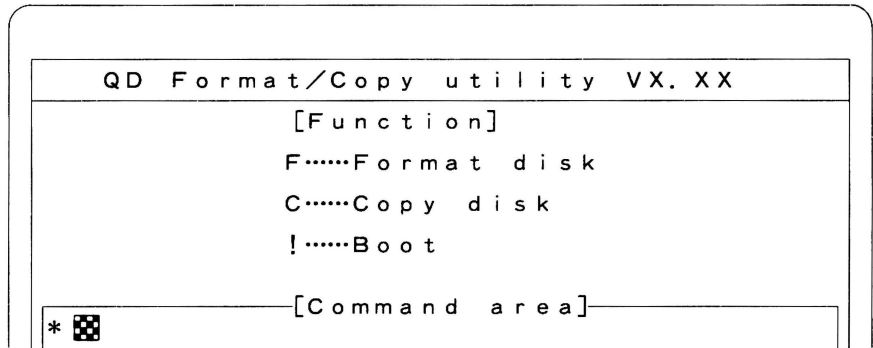 QD Format/Copy utility VX.XX
[Function]
F……Format disk
C……Copy disk
!……Boot
[Command area]
*